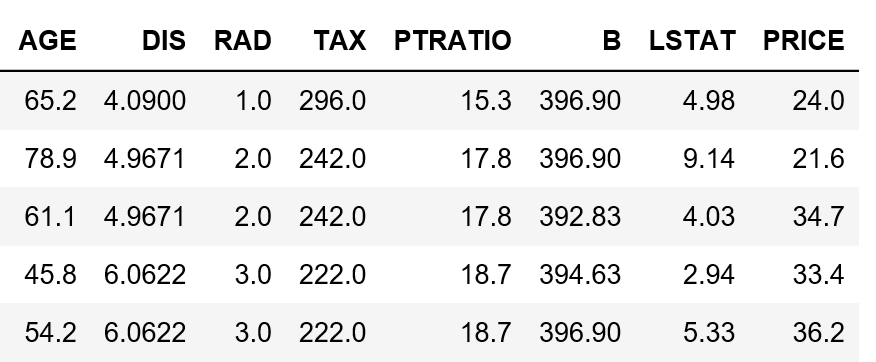 AGE DIS RAD TAX PTRATIO B LSTAT PRICE
65.2 4.0900 1.0 296.0 15.3 396.90 4.98 24.0
78.9 4.9671 2.0 242.0 17.8 396.90 9.14 21.6
61.1 4.9671 2.0 242.0 17.8 392.83 4.03 34.7
45.8 6.0622 3.0 222.0 18.7 394.63 2.94 33.4
54.2 6.0622 3.0 222.0 18.7 396.90 5.33 36.2